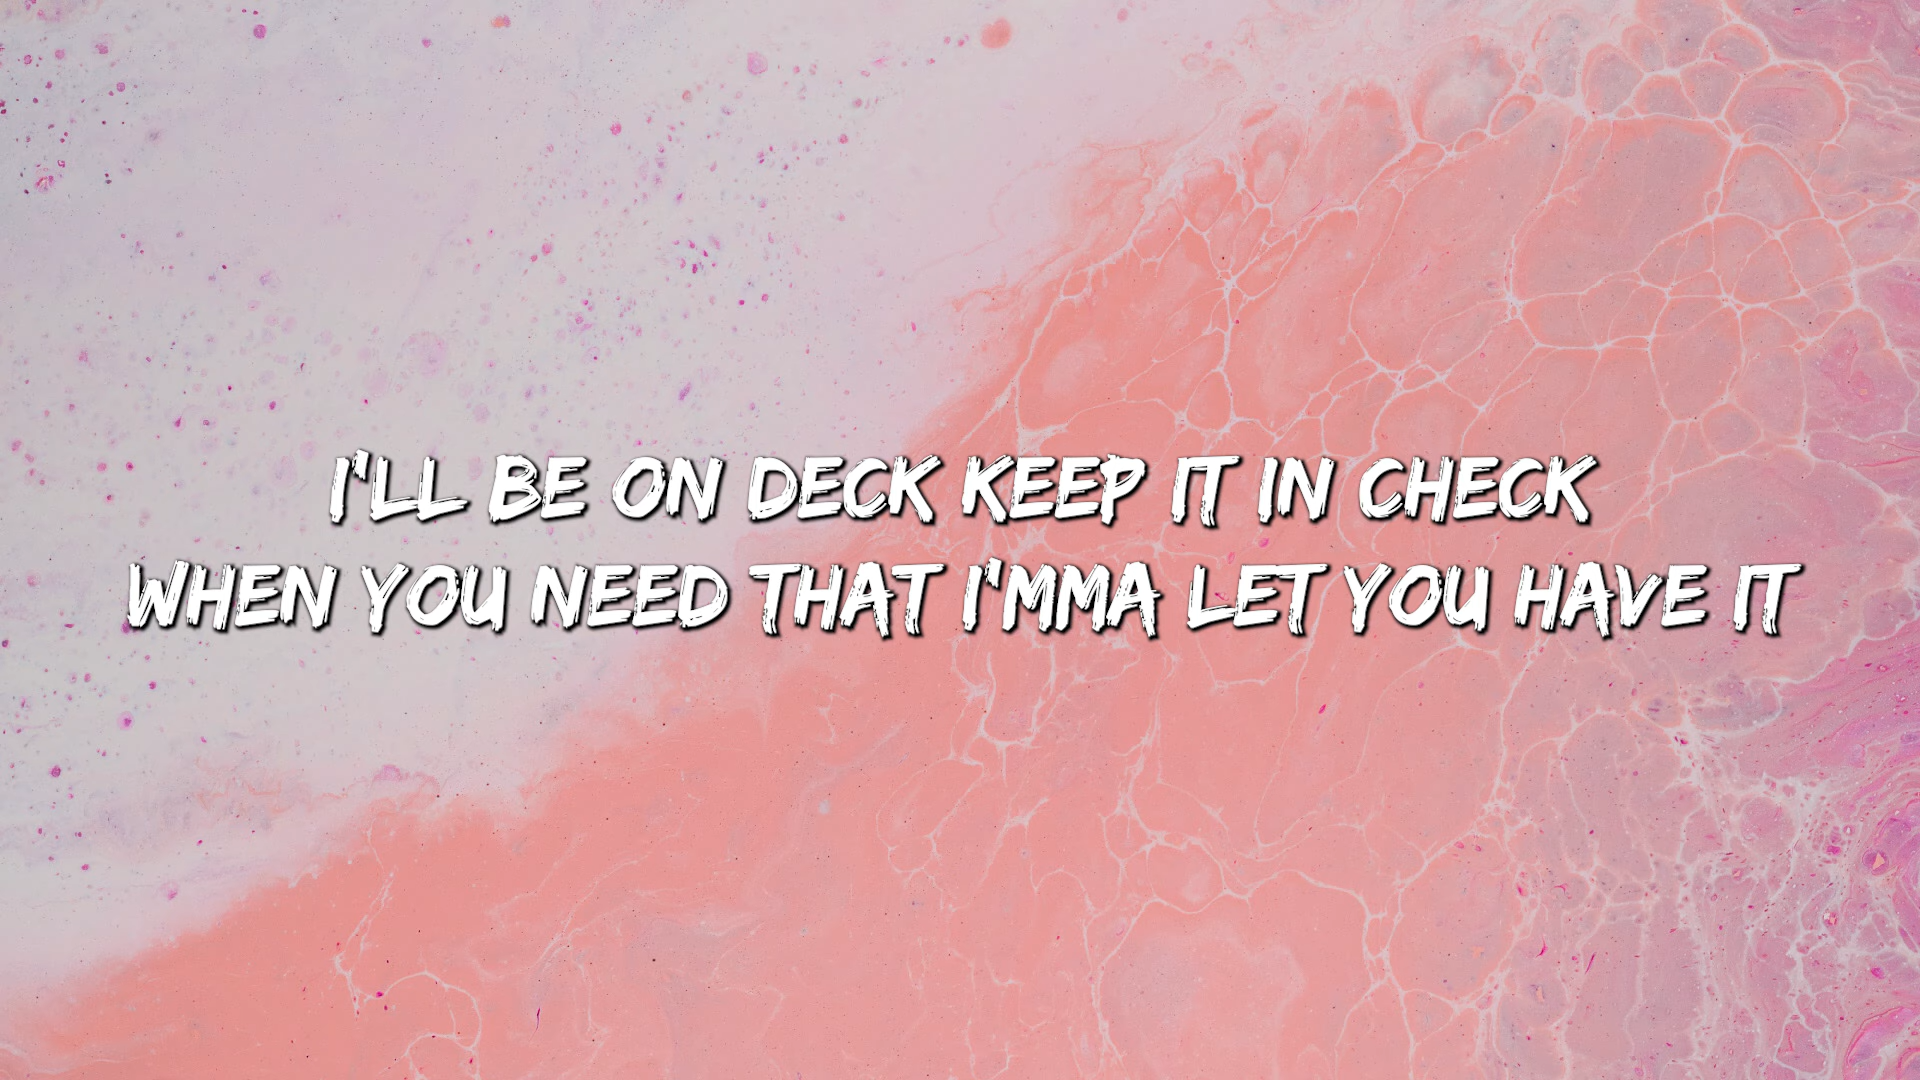 I'LL BE ON DECK KEEP IT IN CHECK
WHEN YOU NEED THAT I'MMA LET YOU HAVE IT